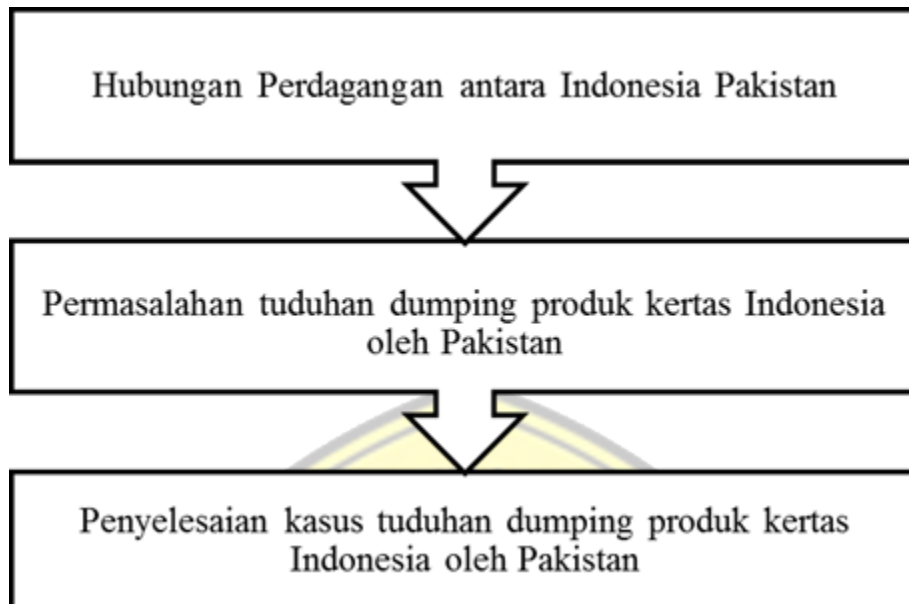 Hubungan Perdagangan antara Indonesia Pakistan
Permasalahan tuduhan dumping produk kertas Indonesia
oleh Pakistan
Penyelesaian kasus tuduhan dumping produk kertas
Indonesia oleh Pakistan